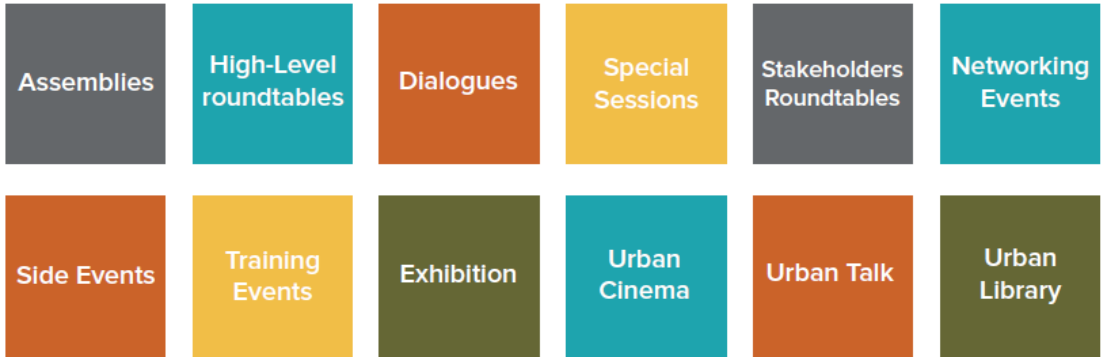 Assemblies
High-Level
roundtables
Dialogues
Special
Sessions
Stakeholders
Roundtables
Networking
Events
Side Events
Training
Events
Exhibition
Urban
Cinema
Urban Talk
Urban
Library